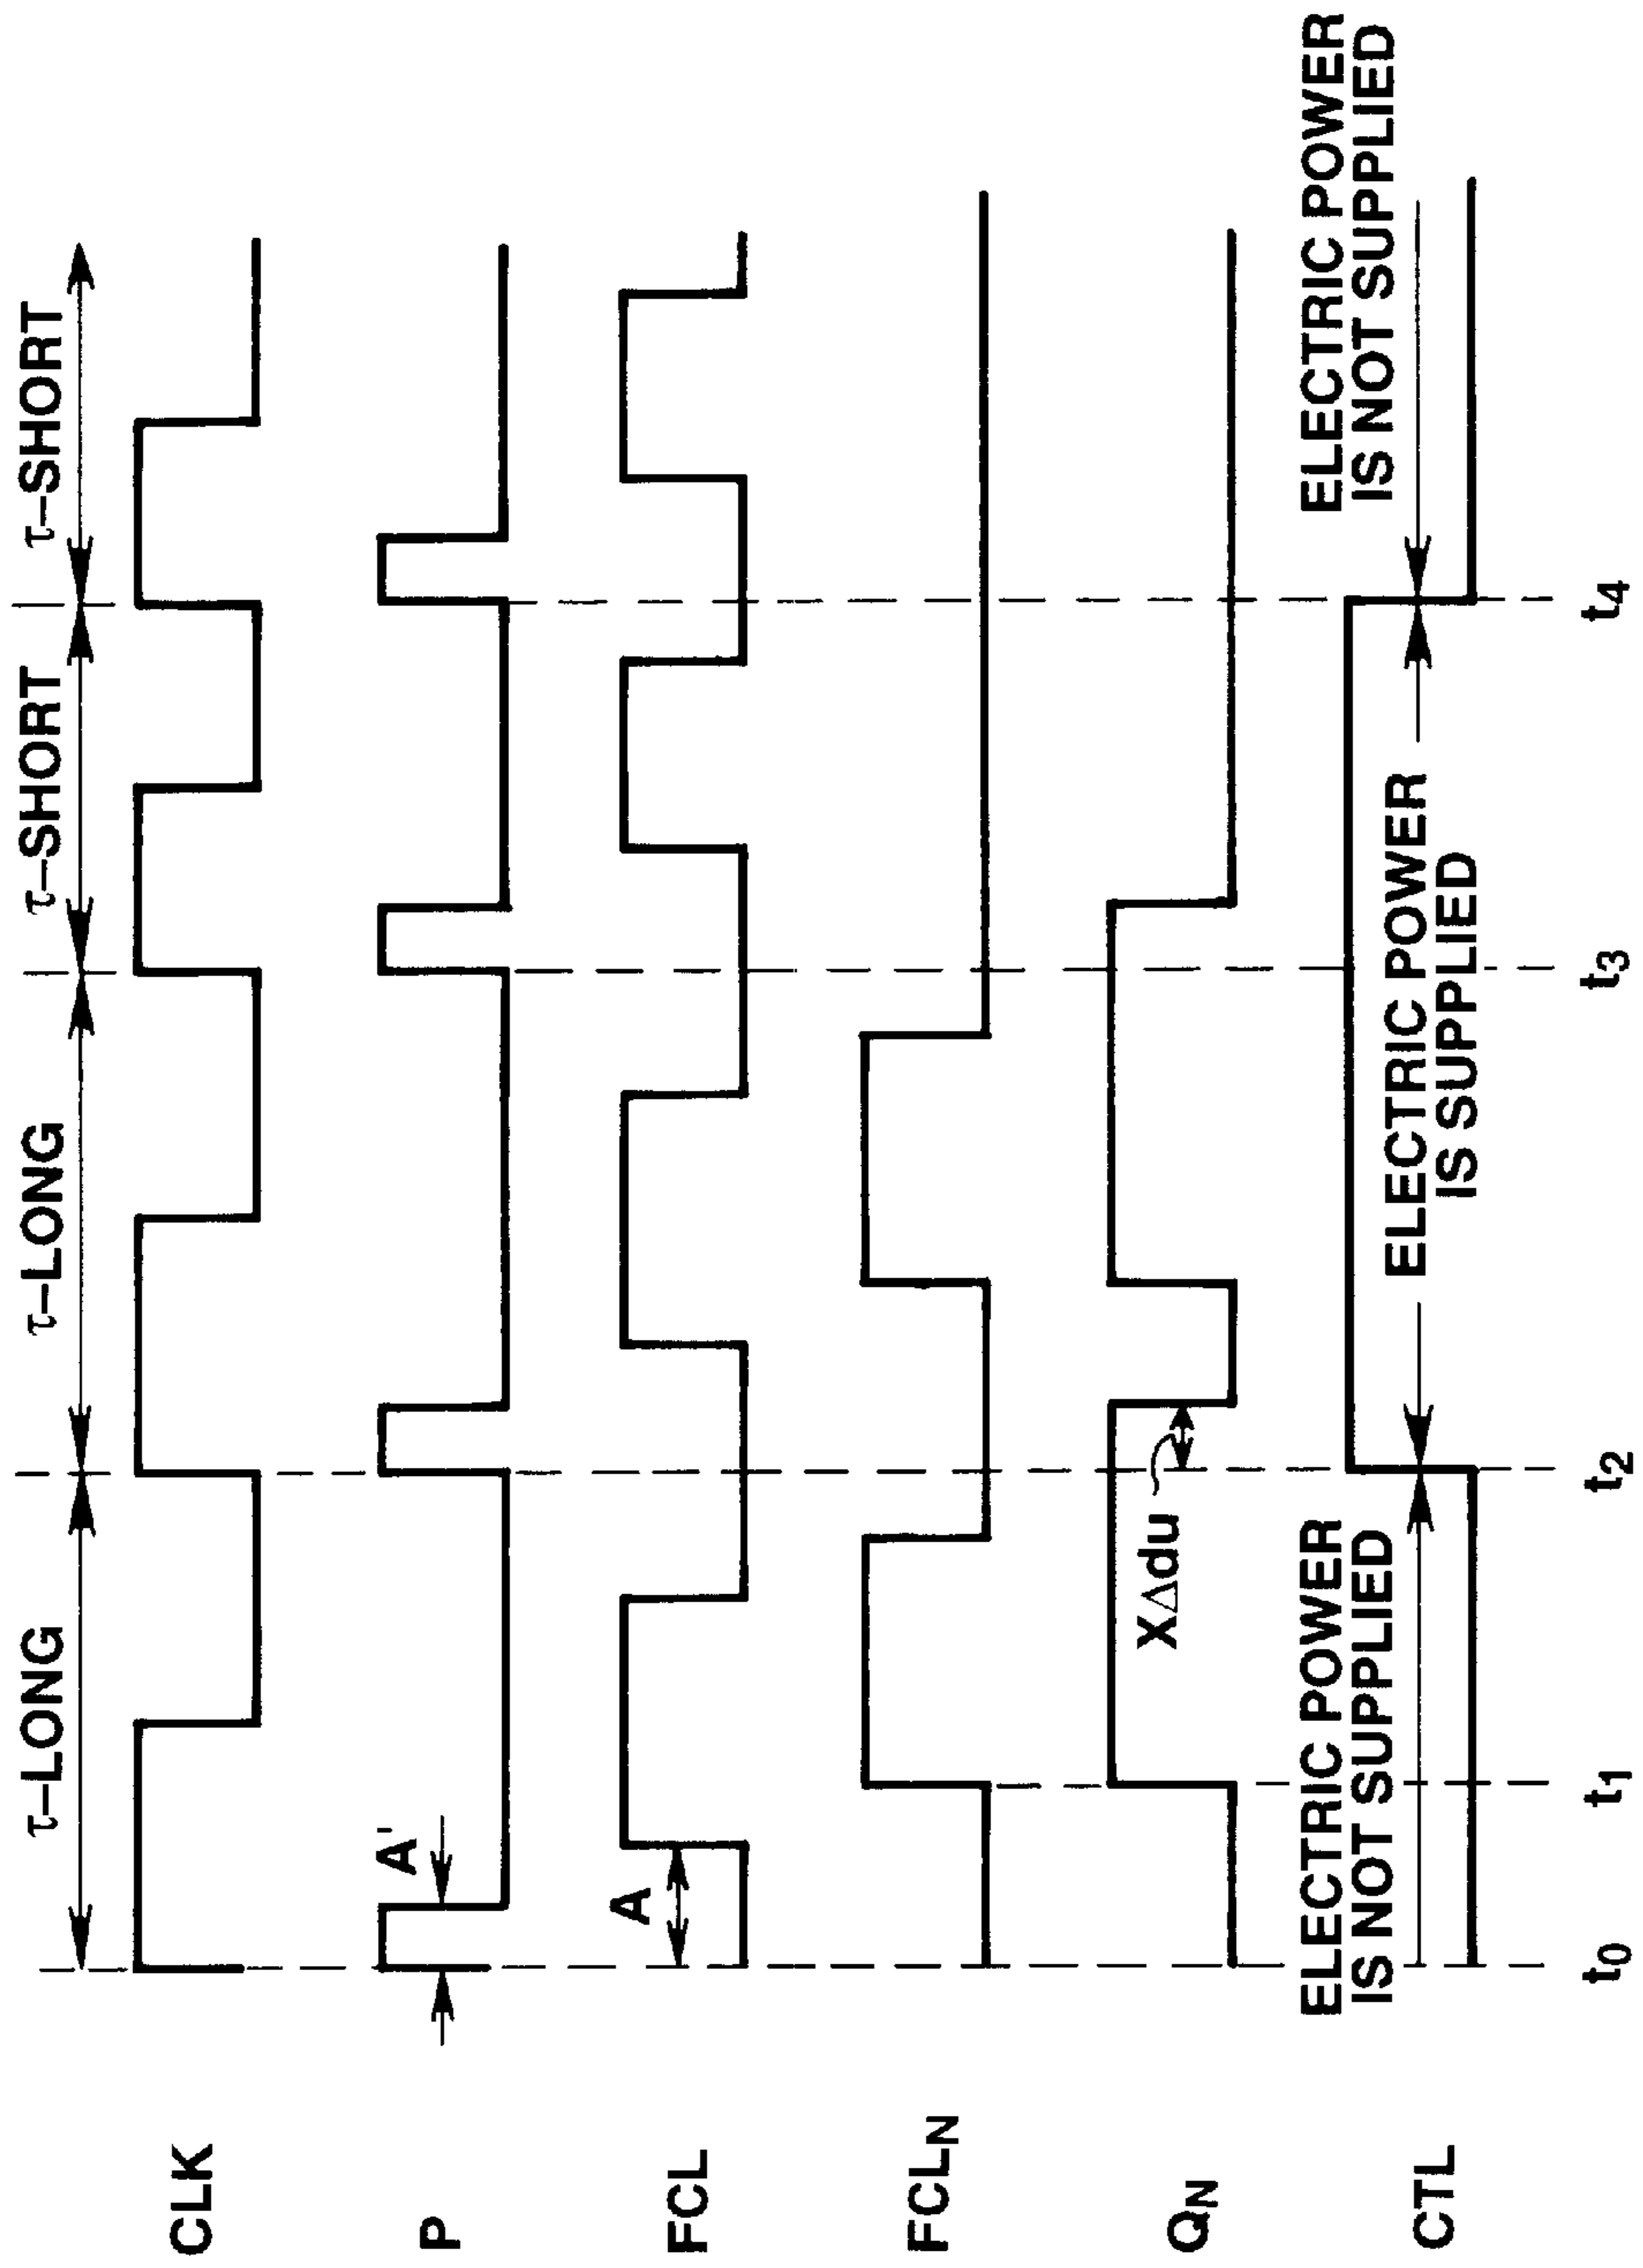 τ–LONG
τ–LONG
τ–SHORT
τ–SHORT
CLK
A'
P
A
FCL
FCLN
XΔdu
QN
ELECTRIC POWER
IS NOT SUPPLIED
ELECTRIC POWER
IS SUPPLIED
ELECTRIC POWER
IS NOT SUPPLIED
CTL
t0
t1
t2
t3
t4